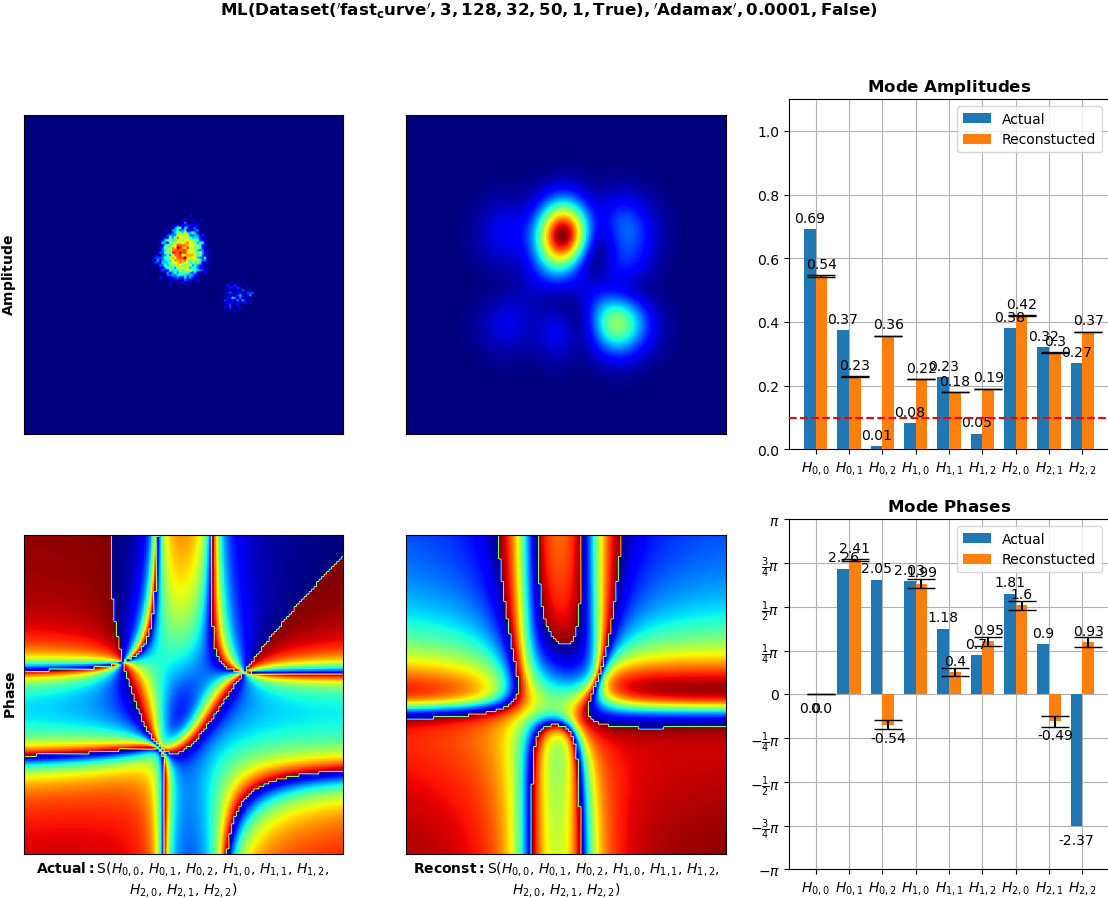 ML(Dataset('fast_curve', 3, 128, 32, 50, 1, True), 'Adamax', 0.0001, False)
Amplitude
Mode Amplitudes
Actual
Reconstucted
1.0
0.8
0.6
0.4
0.2
0.0
0.69
0.54
0.37
0.23
0.01
0.36
0.08
0.22
0.23
0.18
0.05
0.19
0.38
0.42
0.32
0.3
0.27
0.37
H0,0 H0,1 H0,2 H1,0 H1,1 H1,2 H2,0 H2,1 H2,2
Phase
Mode Phases
Actual
Reconstucted
π
3/4π
1/2π
1/4π
0
−1/4π
−1/2π
−3/4π
−π
0.0
0.0
2.26
2.41
2.05
-0.54
2.03
1.99
1.18
0.4
0.7
0.95
1.81
1.6
0.9
-0.49
-2.37
0.93
H0,0 H0,1 H0,2 H1,0 H1,1 H1,2 H2,0 H2,1 H2,2
Actual: S(H0,0, H0,1, H0,2, H1,0, H1,1, H1,2,
H2,0, H2,1, H2,2)
Reconst: S(H0,0, H0,1, H0,2, H1,0, H1,1, H1,2,
H2,0, H2,1, H2,2)